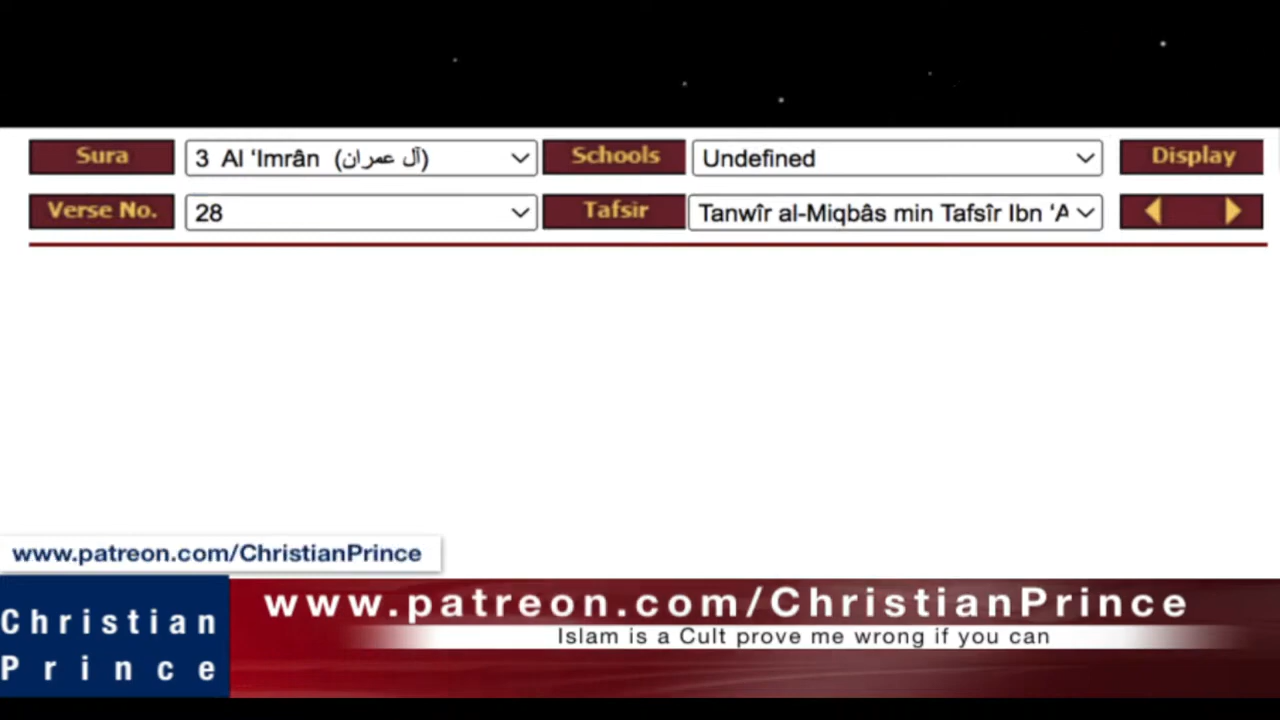 Sura 3 Al ‘Imrân (آل عمران) Schools Undefined Display
Verse No. 28 Tafsir Tanwîr al-Miqbâs min Tafsîr Ibn ‘A
www.patreon.com/ChristianPrince
Christian
Prince
www.patreon.com/ChristianPrince
Islam is a Cult prove me wrong if you can